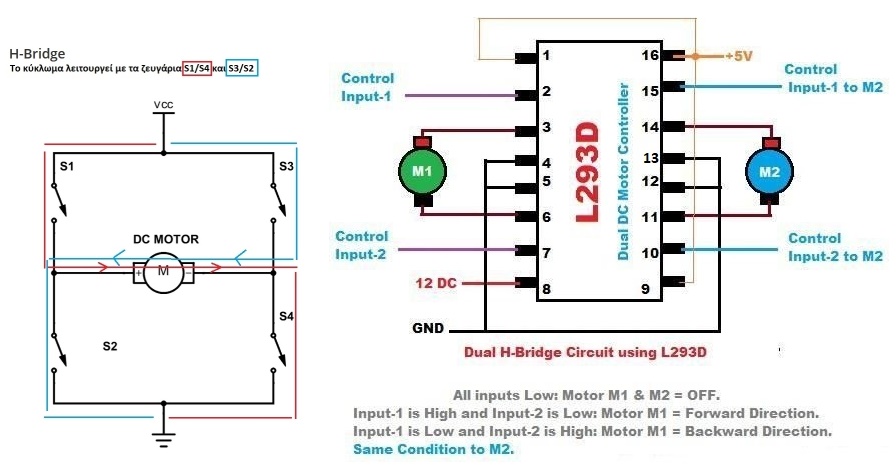 H-Bridge
Το κύκλωμα λειτουργεί με τα ζευγάρια S1/S4 και S3/S2
VCC
S1
S3
DC MOTOR
+
M
-
S2
S4
Control
Input-1
M1
Control
Input-2
12 DC
GND
1
2
3
4
5
6
7
8
L293D
Dual DC Motor Controller
16
15
14
13
12
11
10
9
+5V
Control
Input-1 to M2
M2
Control
Input-2 to M2
Dual H-Bridge Circuit using L293D
All inputs Low: Motor M1 & M2 = OFF.
Input-1 is High and Input-2 is Low: Motor M1 = Forward Direction.
Input-1 is Low and Input-2 is High: Motor M1 = Backward Direction.
Same Condition to M2.